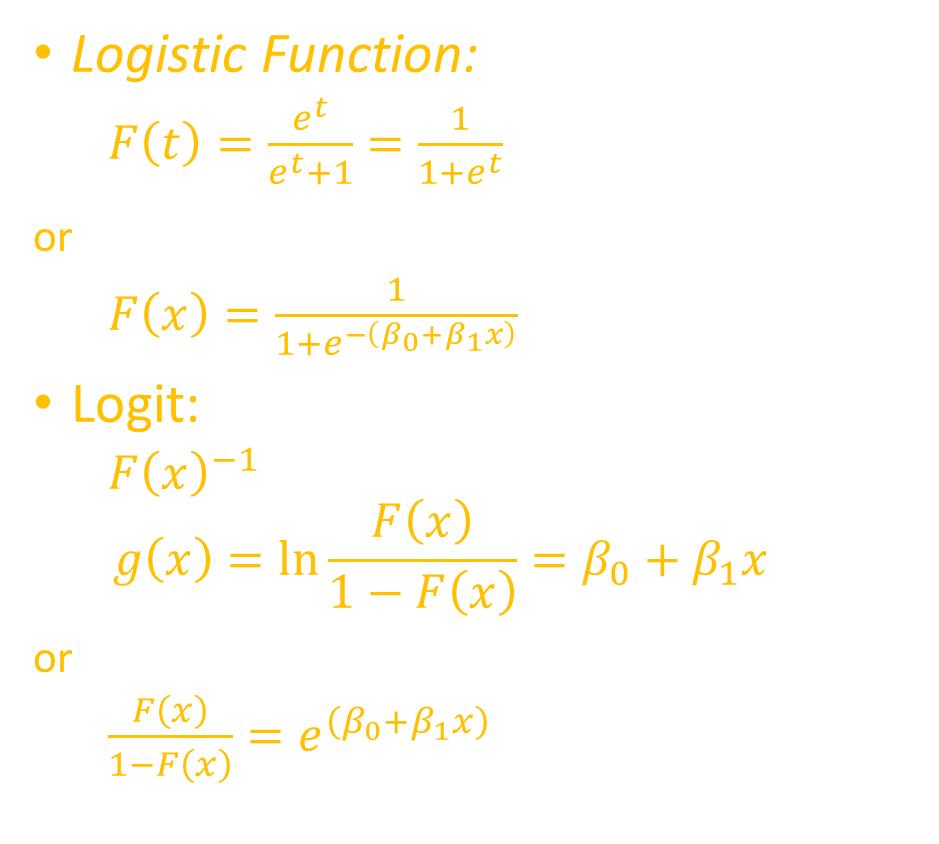 • Logistic Function:
F(t) = e^t/(e^t+1) = 1/(1+e^t)
or
F(x) = 1/(1+e^−(β₀+β₁x))
• Logit:
F(x)^−1
g(x) = ln F(x)/(1 − F(x)) = β₀ + β₁x
or
F(x)/(1−F(x)) = e^(β₀+β₁x)